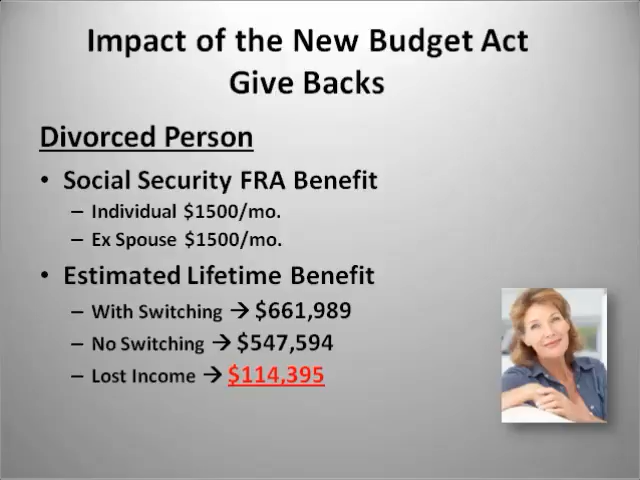 Impact of the New Budget Act
Give Backs
Divorced Person
• Social Security FRA Benefit
– Individual $1500/mo.
– Ex Spouse $1500/mo.
• Estimated Lifetime Benefit
– With Switching → $661,989
– No Switching → $547,594
– Lost Income → $114,395